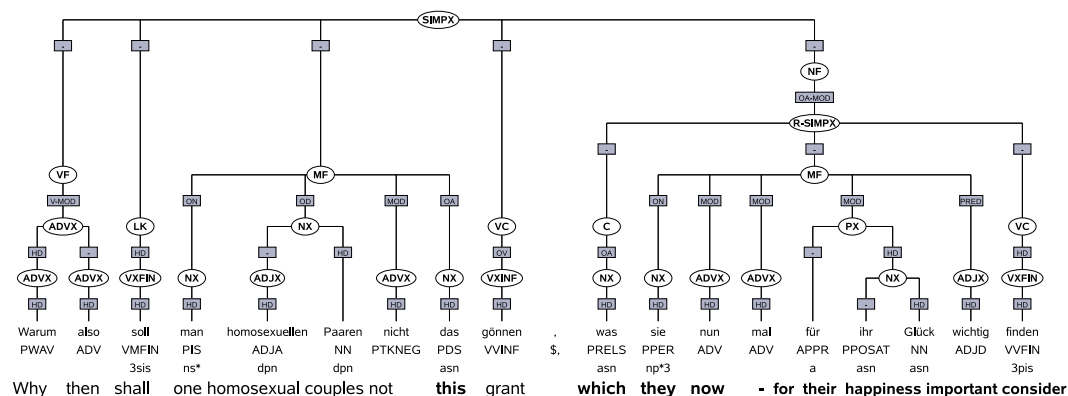 SIMPX
- - - - -
NF
OA-MOD
R-SIMPX
- - -
VF MF MF
V-MOD ON OD MOD OA ON MOD MOD MOD PRED
ADVX LK NX VC C PX VC
HD - HD - HD OV OA - HD HD
ADVX ADVX VXFIN NX ADJX ADVX NX VXINF NX NX ADVX ADVX NX ADJX VXFIN
HD HD HD HD HD HD HD HD HD HD HD HD - HD HD HD
Warum also soll man homosexuellen Paaren nicht das gönnen , was sie nun mal für ihr Glück wichtig finden
PWAV ADV VMFIN PIS ADJA NN PTKNEG PDS VVINF $, PRELS PPER ADV ADV APPR PPOSAT NN ADJD VVFIN
3sis ns* dpn dpn asn asn np*3 a asn asn 3pis
Why then shall one homosexual couples not this grant which they now - for their happiness important consider